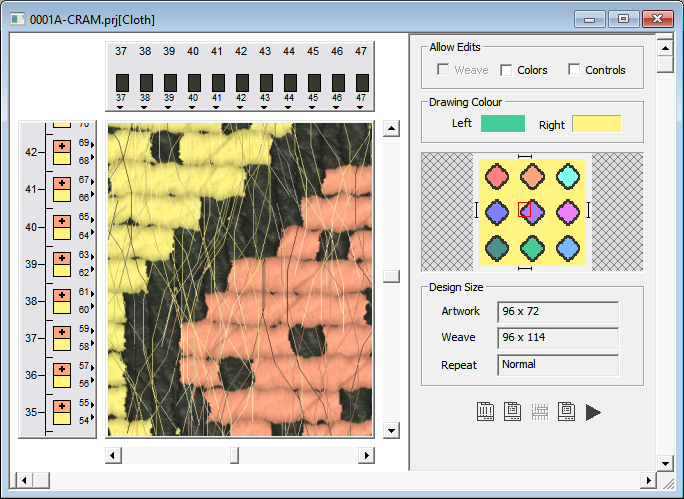 0001A-CRAM.prj[Cloth]
37 38 39 40 41 42 43 44 45 46 47
37 38 39 40 41 42 43 44 45 46 47
42 41 40 39 38 37 36 35
70
69
68
67
66
65
64
63
62
61
60
59
58
57
56
55
54
Allow Edits
Weave Colors Controls
Drawing Colour
Left Right
Design Size
Artwork 96 x 72
Weave 96 x 114
Repeat Normal